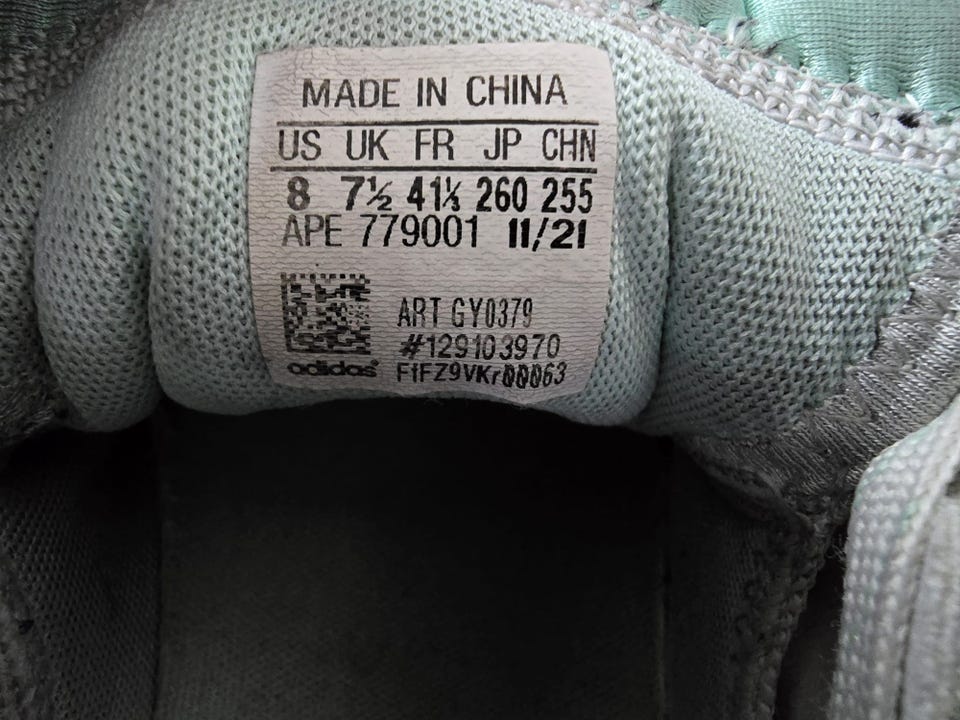 MADE IN CHINA
US UK FR JP CHN
8 7½ 41⅓ 260 255
APE 779001 11/21
ART GY0379
#129103970
adidas F1FZ9VKr00063